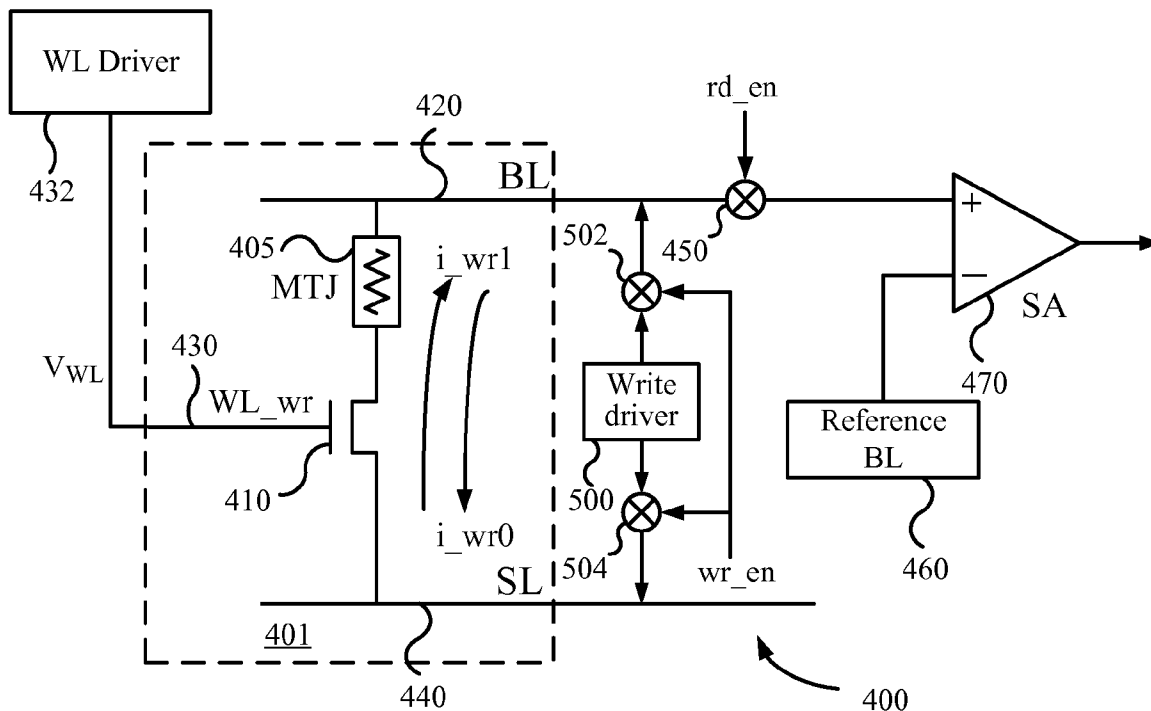 WL Driver
432
420
rd_en
BL
450
+
−
SA
470
405
MTJ
i_wr1
502
VWL
430
WL_wr
410
Write
driver
500
Reference
BL
460
i_wr0
504
wr_en
SL
401
440
400